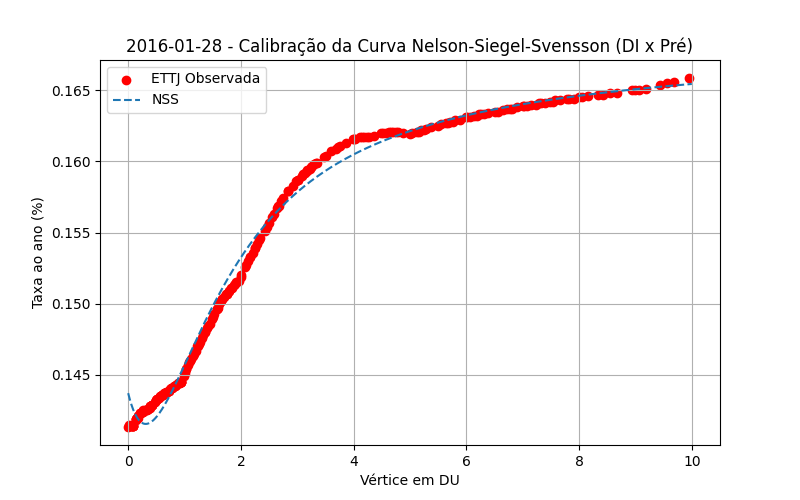 2016-01-28 - Calibração da Curva Nelson-Siegel-Svensson (DI x Pré)
ETTJ Observada
NSS
Taxa ao ano (%)
0.165
0.160
0.155
0.150
0.145
0
2
4
6
8
10
Vértice em DU